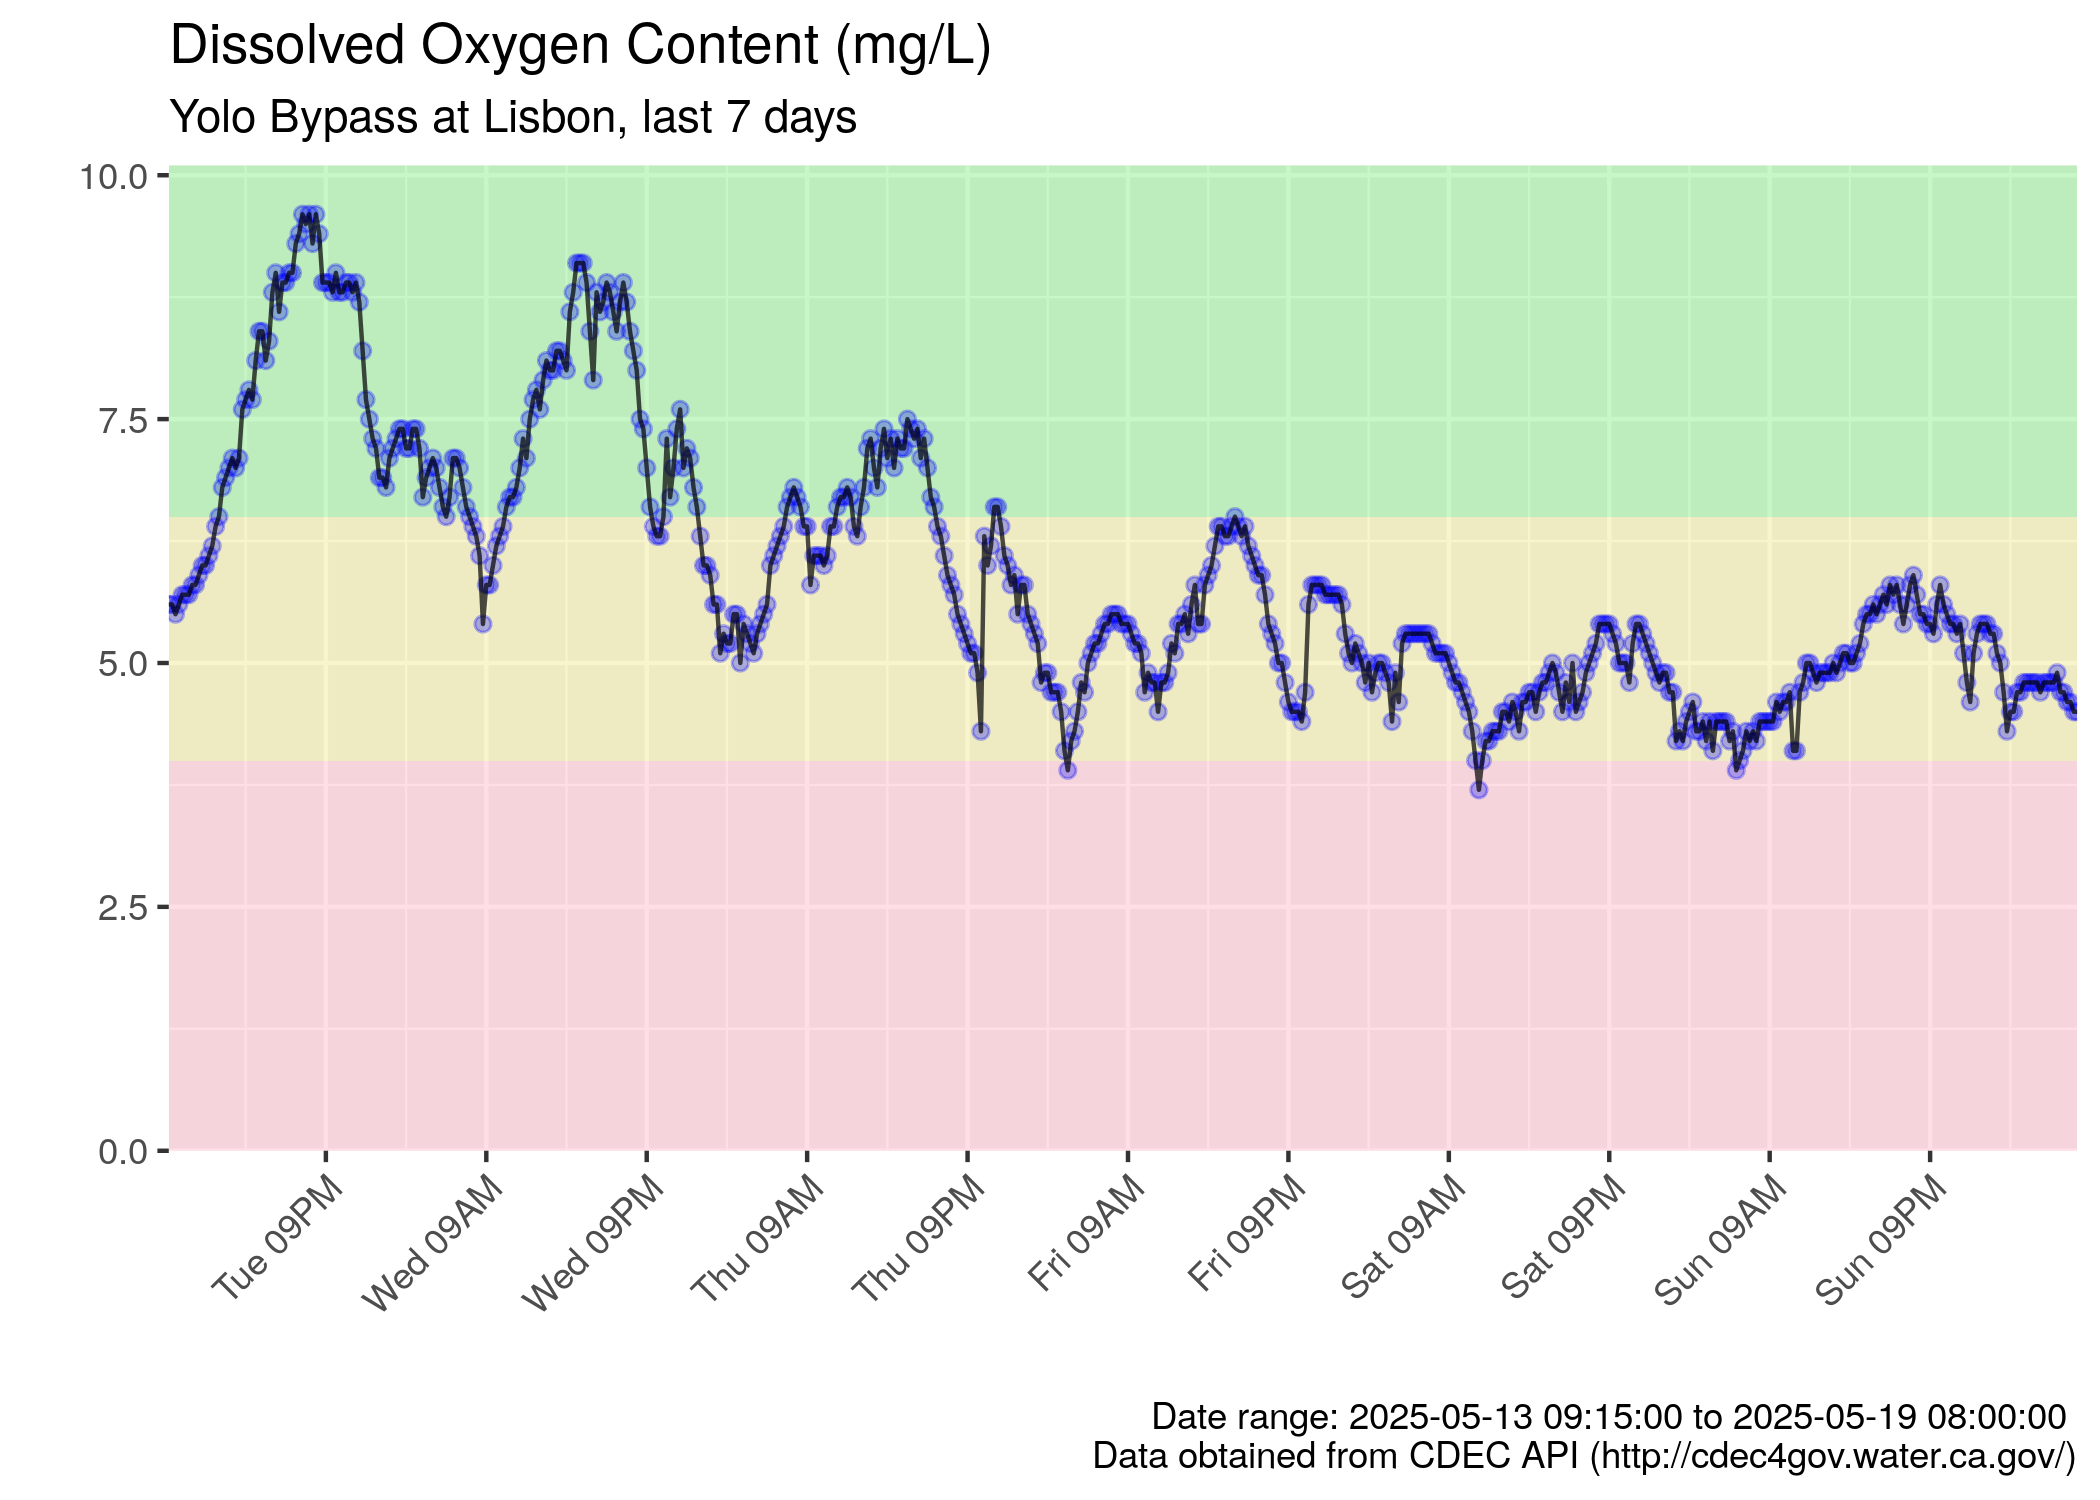 Dissolved Oxygen Content (mg/L)
Yolo Bypass at Lisbon, last 7 days
10.0
7.5
5.0
2.5
0.0
Tue 09PM
Wed 09AM
Wed 09PM
Thu 09AM
Thu 09PM
Fri 09AM
Fri 09PM
Sat 09AM
Sat 09PM
Sun 09AM
Sun 09PM
Date range: 2025-05-13 09:15:00 to 2025-05-19 08:00:00
Data obtained from CDEC API (http://cdec4gov.water.ca.gov/)